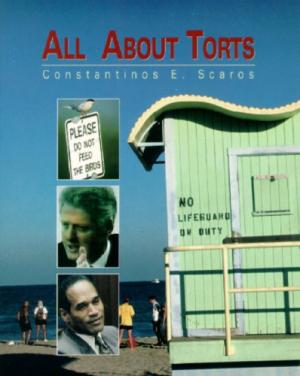 ALL ABOUT TORTS
Constantinos E. Scaros
PLEASE
DO NOT
FEED
THE BIRDS
NO
LIFEGUARD
ON DUTY